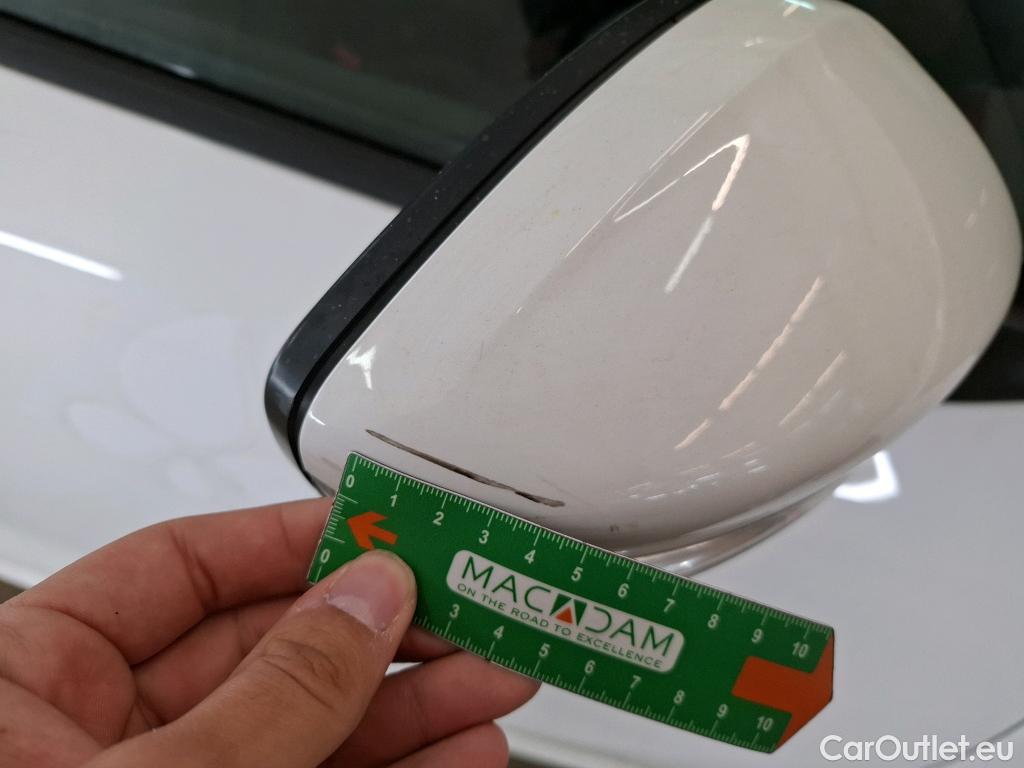 0 1 2 3 4 5 6 7 8 9 10
MACADAM
ON THE ROAD TO EXCELLENCE
0 3 4 5 6 7 8 9 10
CarOutlet.eu